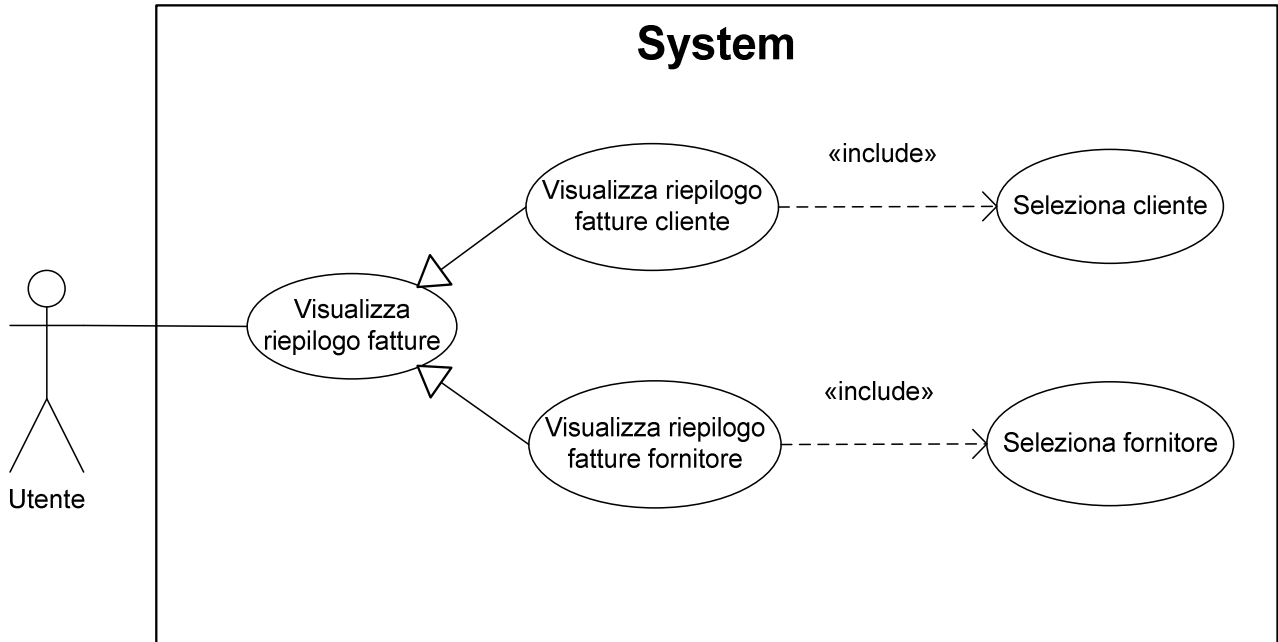 System
«include»
Visualizza riepilogo
fatture cliente
Seleziona cliente
Visualizza
riepilogo fatture
«include»
Visualizza riepilogo
fatture fornitore
Seleziona fornitore
Utente